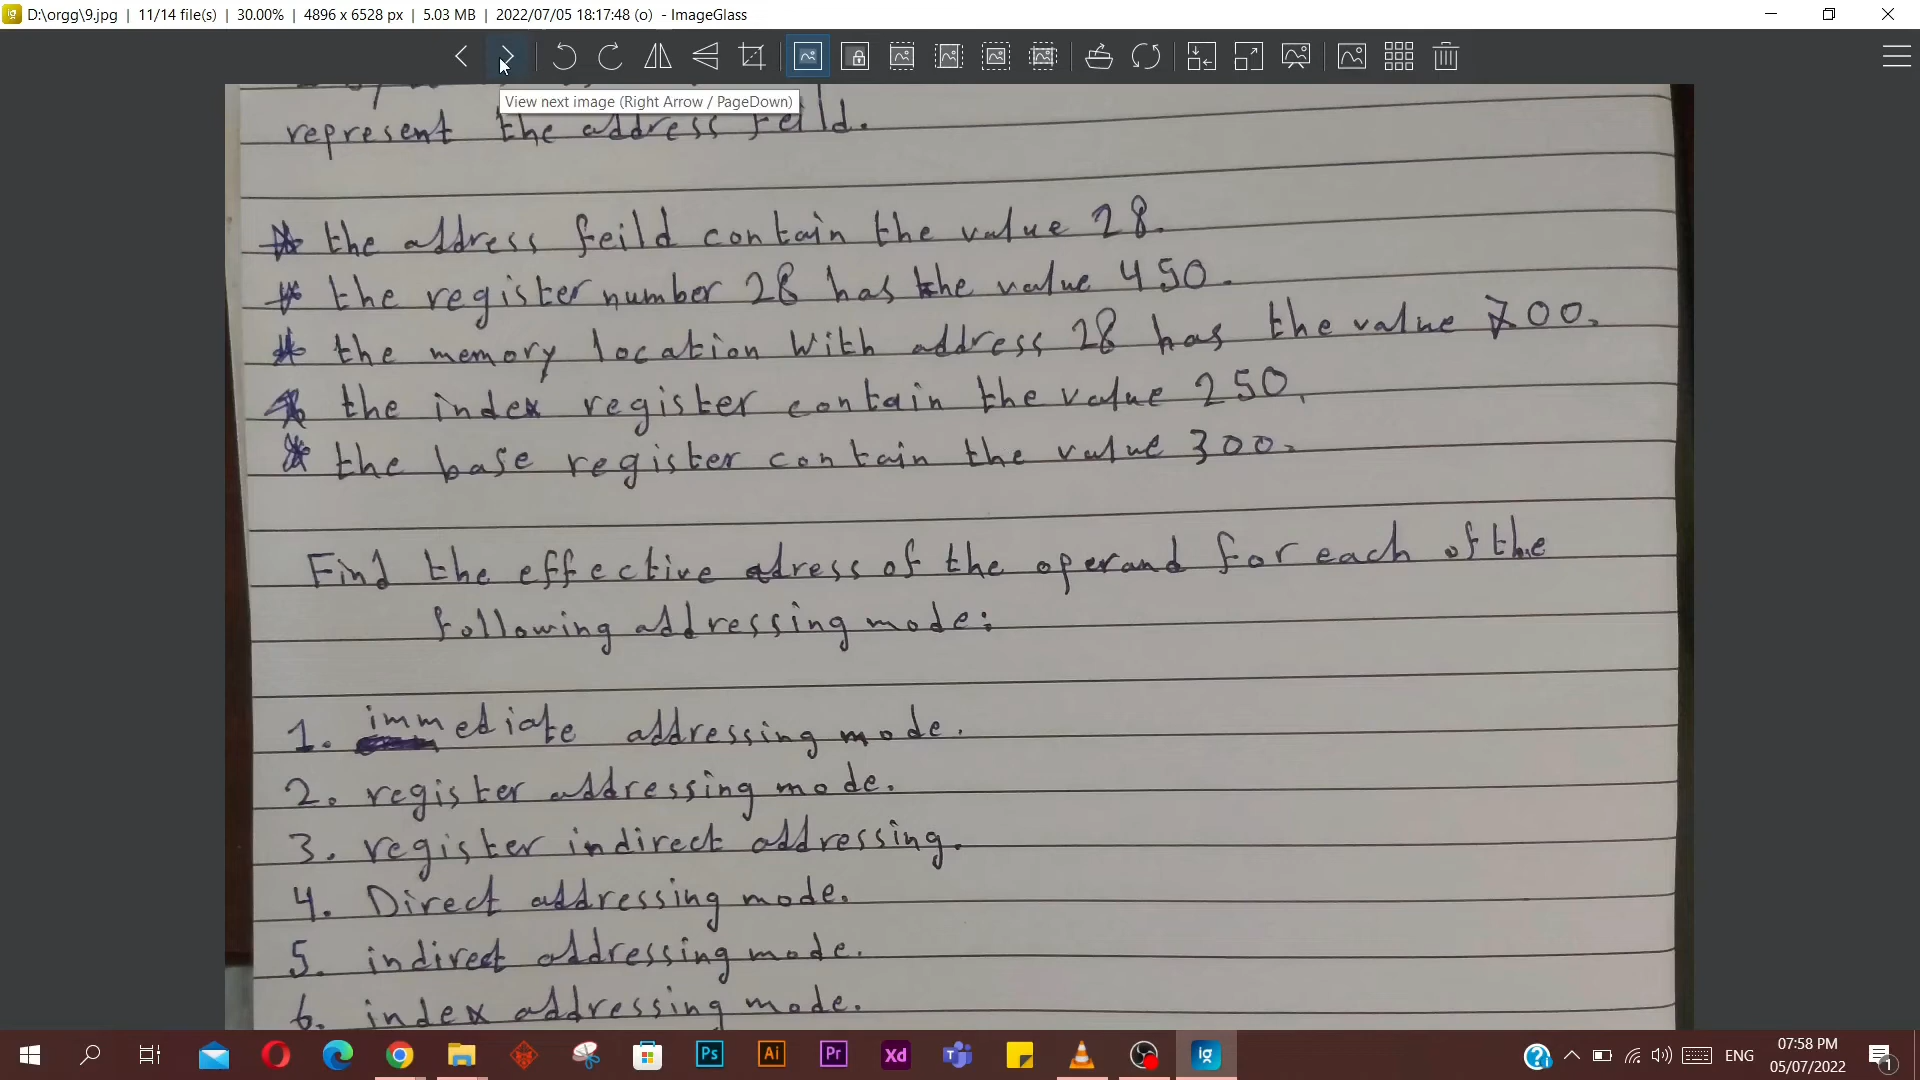 D:\orgg\9.jpg | 11/14 file(s) | 30.00% | 4896 x 6528 px | 5.03 MB | 2022/07/05 18:17:48 (o) - ImageGlass
View next image (Right Arrow / PageDown)
represent the address feild.
the address feild contain the value 28.
the register number 28 has the value 450.
the memory location with address 28 has the value 700.
the index register contain the value 250.
the base register contain the value 300.
Find the effective adress of the operand for each of the
following addressing mode:
1. immediate addressing mode.
2. register addressing mode.
3. register indirect addressing.
4. Direct addressing mode.
5. indirect addressing mode.
6. index addressing mode.
Ps Ai Pr Xd ig ENG 07:58 PM
05/07/2022
1